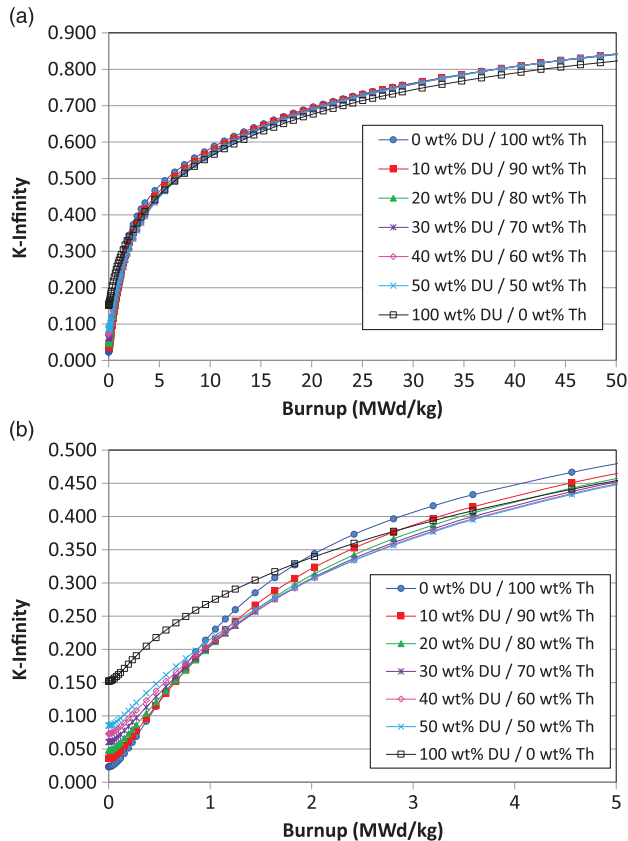 (a)
0.900
0.800
0.700
0.600
0.500
0.400
0.300
0.200
0.100
0.000
K-Infinity
0 wt% DU / 100 wt% Th
10 wt% DU / 90 wt% Th
20 wt% DU / 80 wt% Th
30 wt% DU / 70 wt% Th
40 wt% DU / 60 wt% Th
50 wt% DU / 50 wt% Th
100 wt% DU / 0 wt% Th
0 5 10 15 20 25 30 35 40 45 50
Burnup (MWd/kg)
(b)
0.500
0.450
0.400
0.350
0.300
0.250
0.200
0.150
0.100
0.050
0.000
K-Infinity
0 wt% DU / 100 wt% Th
10 wt% DU / 90 wt% Th
20 wt% DU / 80 wt% Th
30 wt% DU / 70 wt% Th
40 wt% DU / 60 wt% Th
50 wt% DU / 50 wt% Th
100 wt% DU / 0 wt% Th
0 1 2 3 4 5
Burnup (MWd/kg)